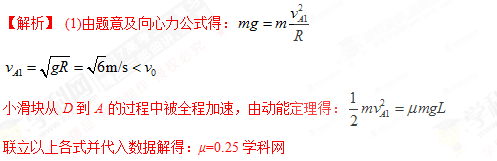 【解析】 (1)由题意及向心力公式得：mg = m v_{A1}^2 / R
v_{A1} = √(gR) = √6 m/s < v_0
小滑块从 D 到 A 的过程中被全程加速，由动能定理得：1/2 mv_{A1}^2 = μmgL
联立以上各式并代入数据解得：μ=0.25 学科网